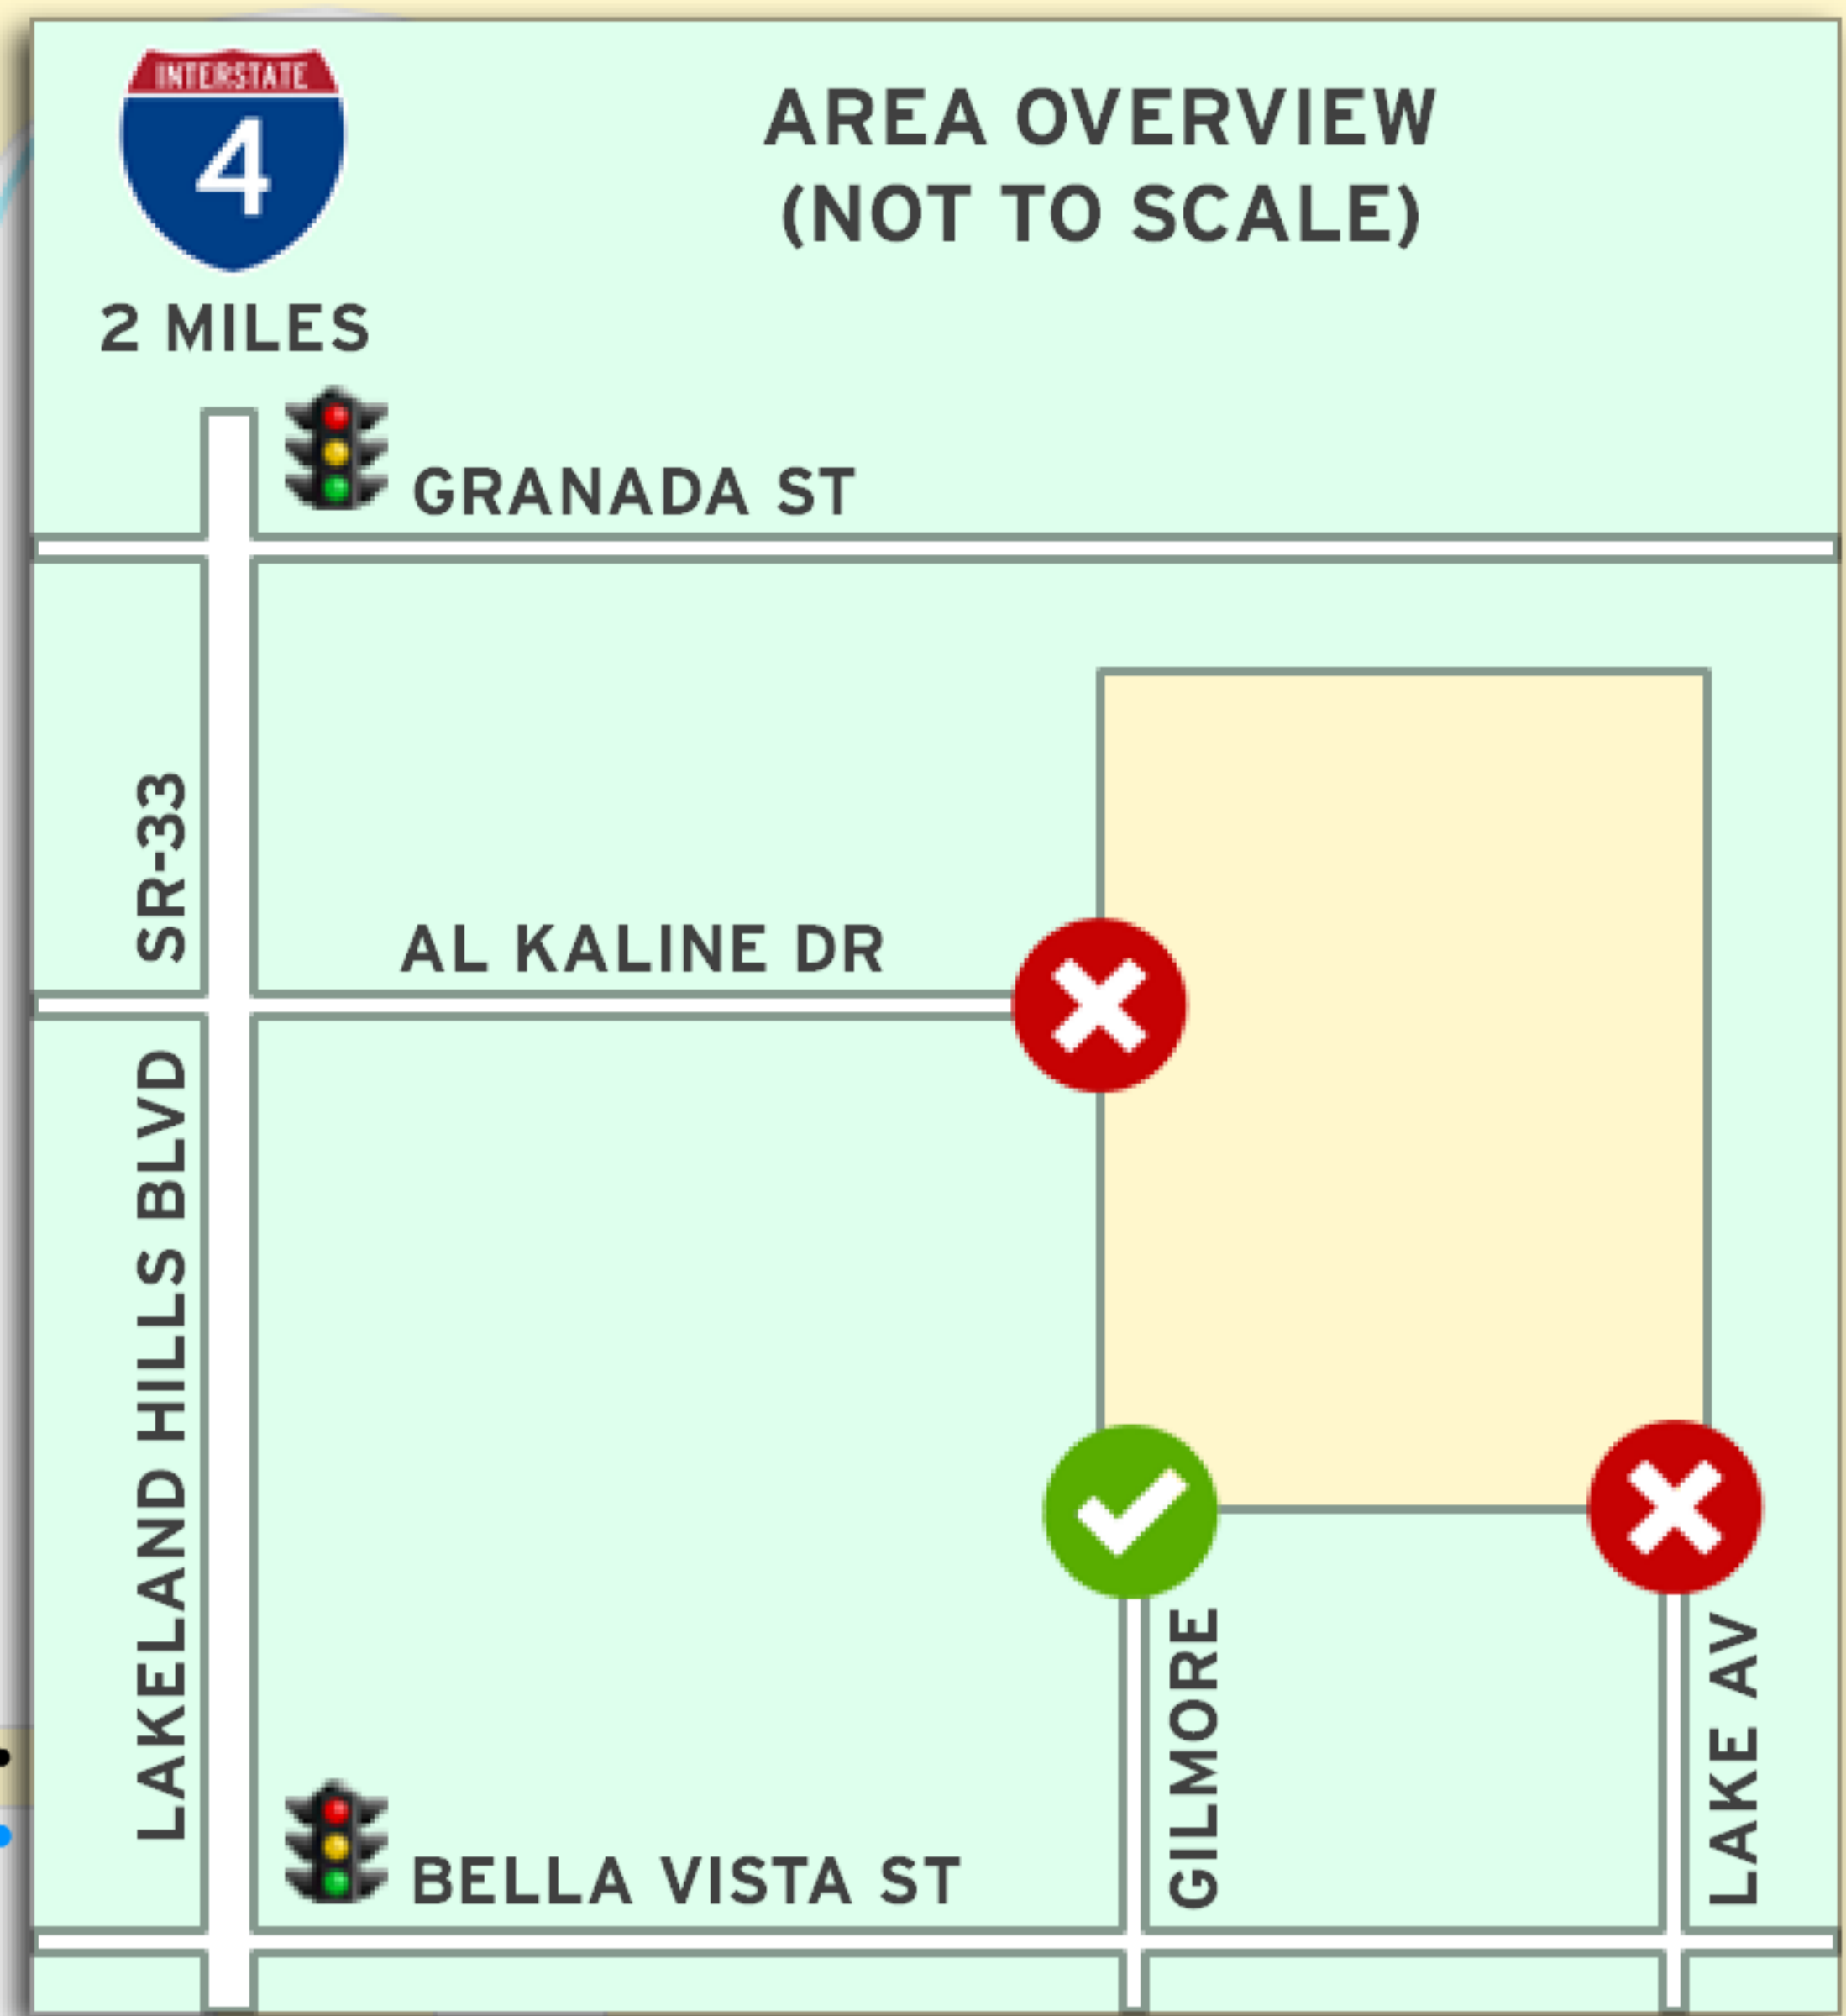 INTERSTATE
4
2 MILES
AREA OVERVIEW
(NOT TO SCALE)
GRANADA ST
SR-33
AL KALINE DR
LAKELAND HILLS BLVD
GILMORE
LAKE AV
BELLA VISTA ST